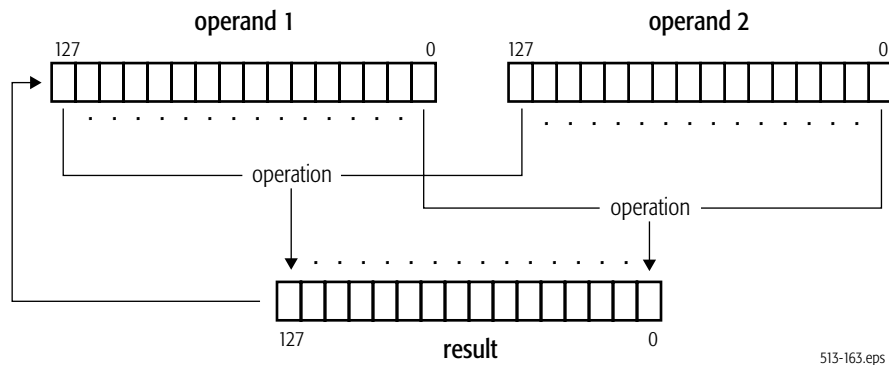 operand 1
operand 2
127
0
127
0
operation
operation
127
0
result
513-163.eps